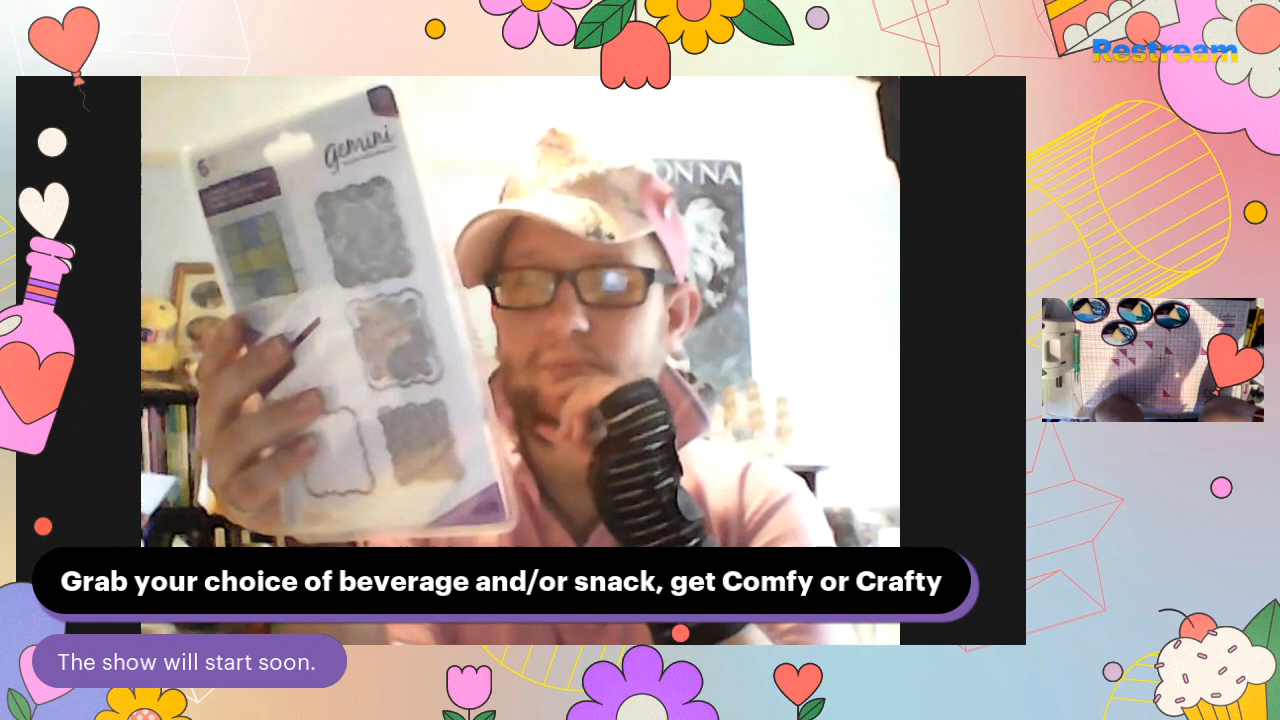 Restream
6
gemini
ONNA
Grab your choice of beverage and/or snack, get Comfy or Crafty
The show will start soon.